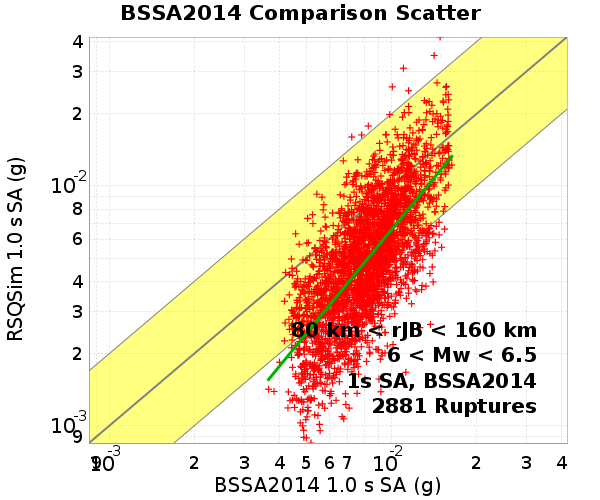 BSSA2014 Comparison Scatter
4
3
2
10-2
8
6
4
3
2
10-3
9
RSQSim 1.0 s SA (g)
80 km < rJB < 160 km
6 < Mw < 6.5
1s SA, BSSA2014
2881 Ruptures
9 10-3 2 3 4 5 6 7 10-2 2 3 4
BSSA2014 1.0 s SA (g)